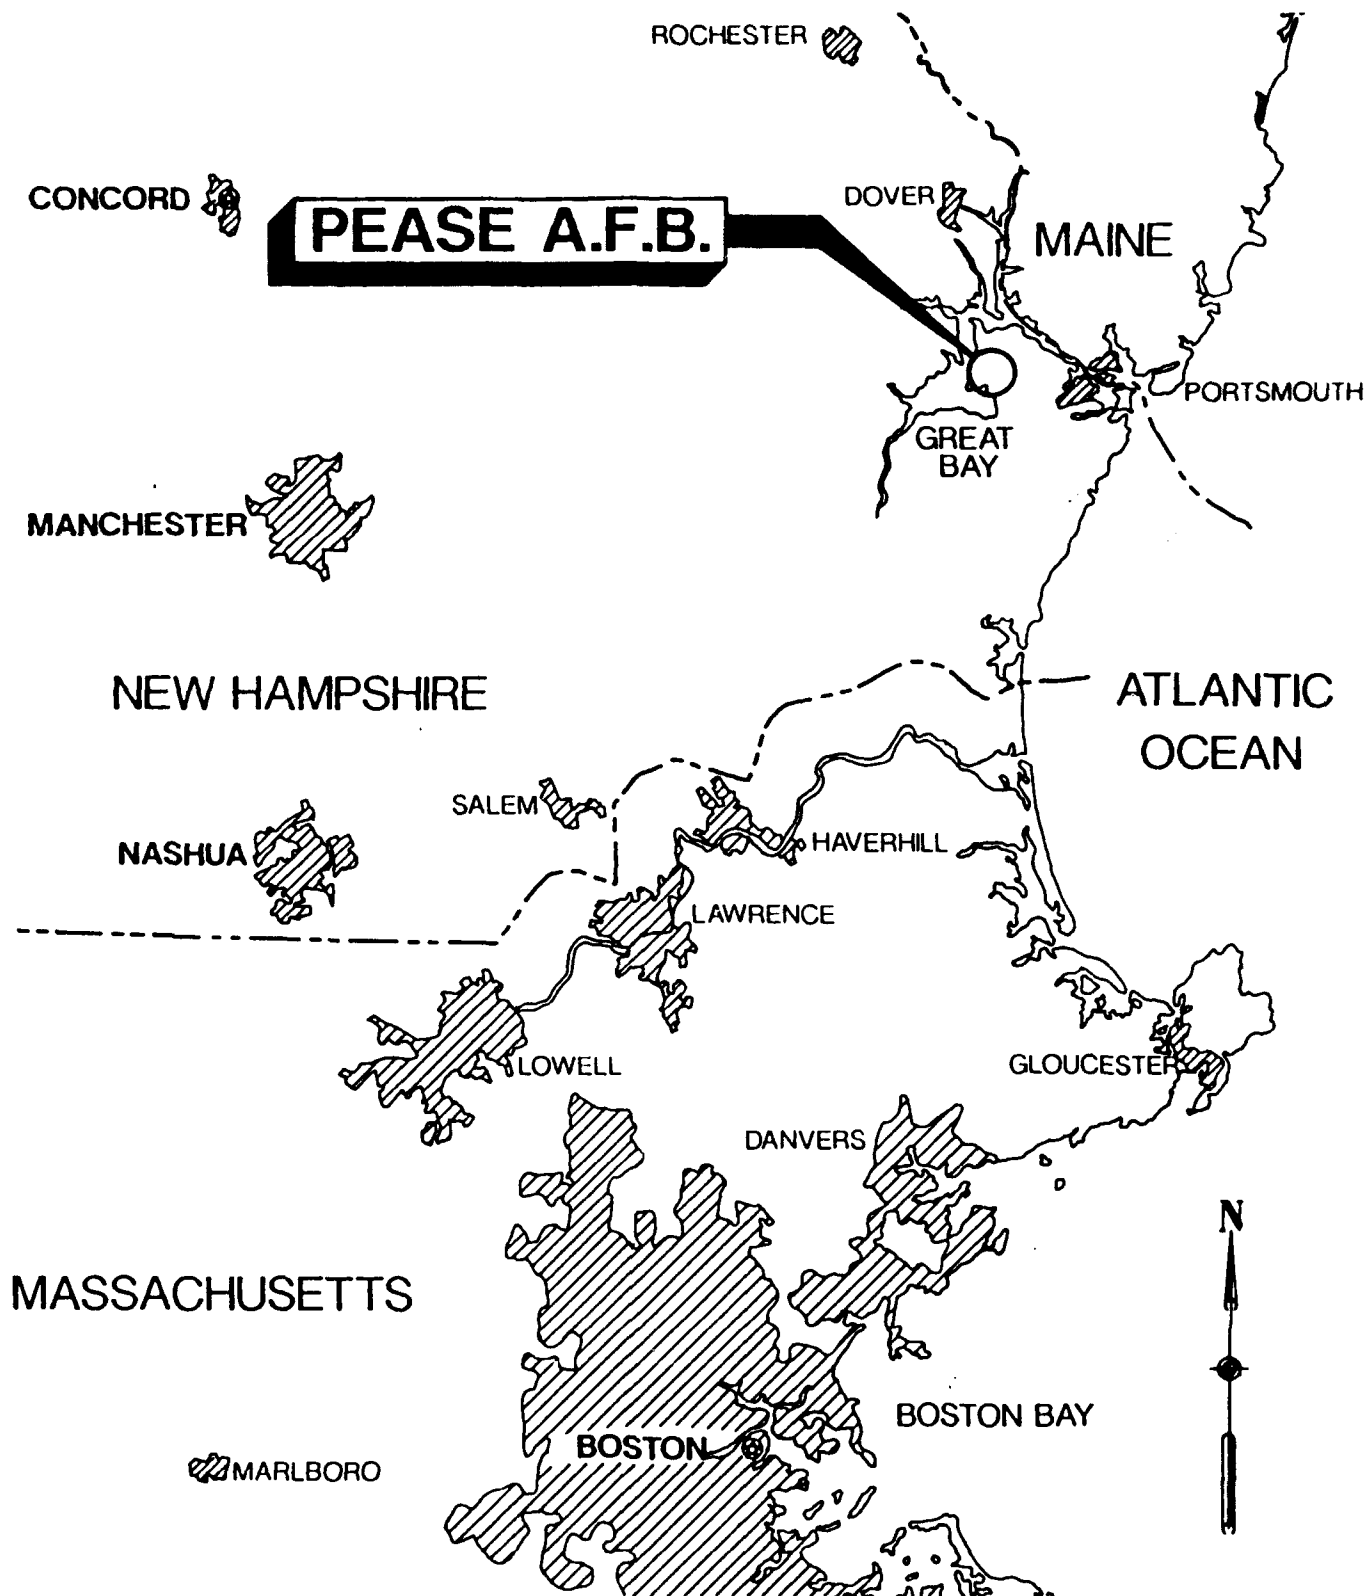 ROCHESTER
CONCORD
PEASE A.F.B.
DOVER
MAINE
PORTSMOUTH
GREAT
BAY
MANCHESTER
NEW HAMPSHIRE
ATLANTIC
OCEAN
SALEM
NASHUA
HAVERHILL
LAWRENCE
LOWELL
GLOUCESTER
DANVERS
N
MASSACHUSETTS
BOSTON BAY
BOSTON
MARLBORO